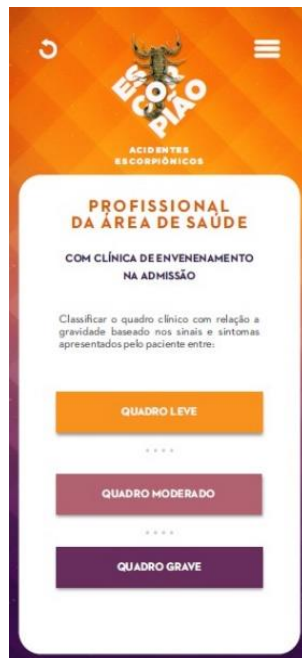 ES
COR
PIÃO
ACIDENTES
ESCORPIÔNICOS
PROFISSIONAL
DA ÁREA DE SAÚDE
COM CLÍNICA DE ENVENENAMENTO
NA ADMISSÃO
Classificar o quadro clínico com relação a
gravidade baseado nos sinais e sintomas
apresentados pelo paciente entre:
QUADRO LEVE
QUADRO MODERADO
QUADRO GRAVE